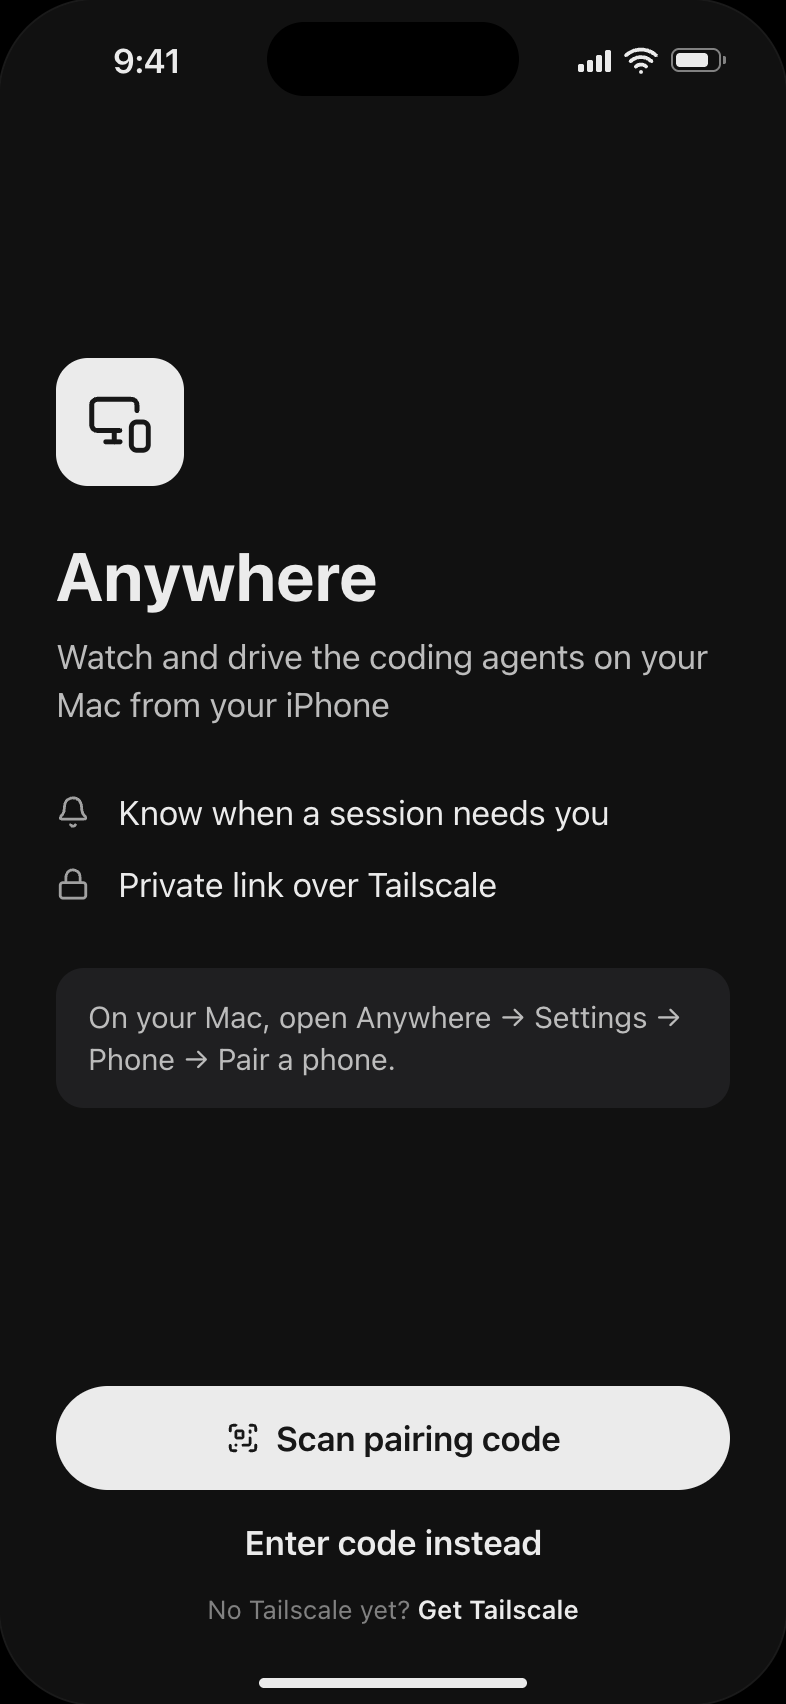 9:41
Anywhere
Watch and drive the coding agents on your
Mac from your iPhone
Know when a session needs you
Private link over Tailscale
On your Mac, open Anywhere → Settings →
Phone → Pair a phone.
Scan pairing code
Enter code instead
No Tailscale yet? Get Tailscale